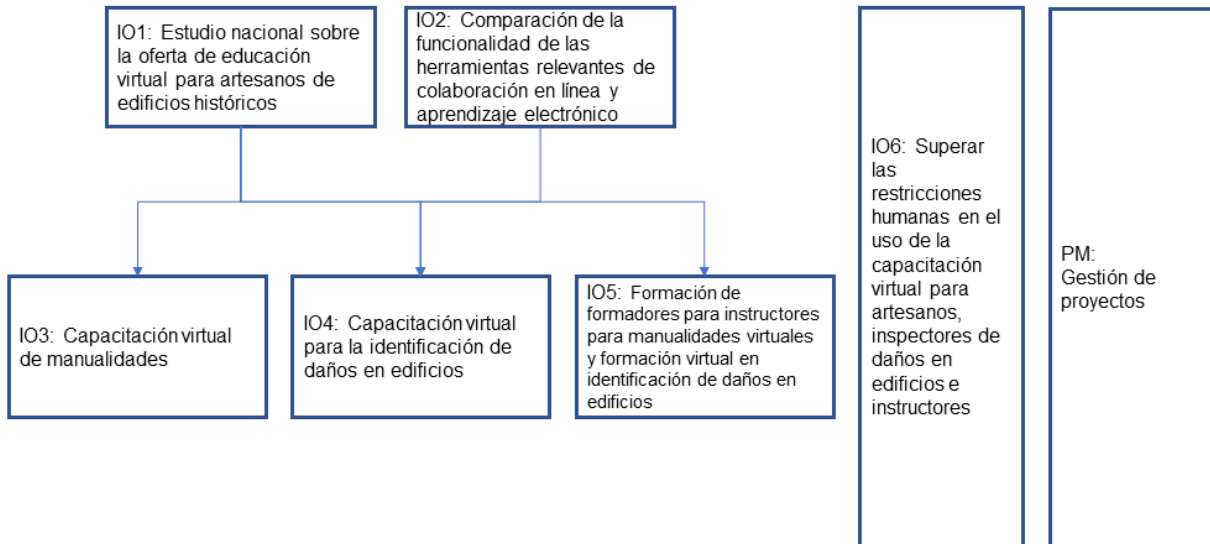 IO1: Estudio nacional sobre
la oferta de educación
virtual para artesanos de
edificios históricos
IO2: Comparación de la
funcionalidad de las
herramientas relevantes de
colaboración en línea y
aprendizaje electrónico
IO3: Capacitación virtual
de manualidades
IO4: Capacitación virtual
para la identificación de
daños en edificios
IO5: Formación de
formadores para instructores
para manualidades virtuales
y formación virtual en
identificación de daños en
edificios
IO6: Superar
las
restricciones
humanas en el
uso de la
capacitación
virtual para
artesanos,
inspectores de
daños en
edificios e
instructores
PM:
Gestión de
proyectos